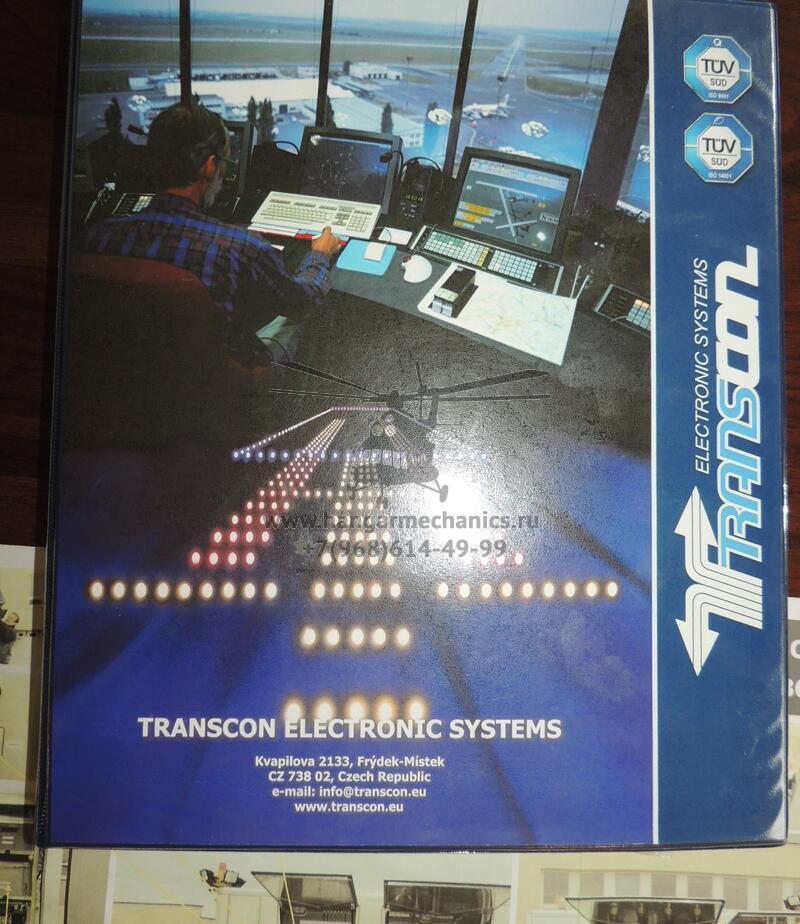 TÜV
SÜD
ISO 9001
TÜV
SÜD
ISO 14001
ELECTRONIC SYSTEMS
TRANSCON
www.hangarmechanics.ru
+7(968)614-49-99
TRANSCON ELECTRONIC SYSTEMS
Kvapilova 2133, Frýdek-Místek
CZ 738 02, Czech Republic
e-mail: info@transcon.eu
www.transcon.eu